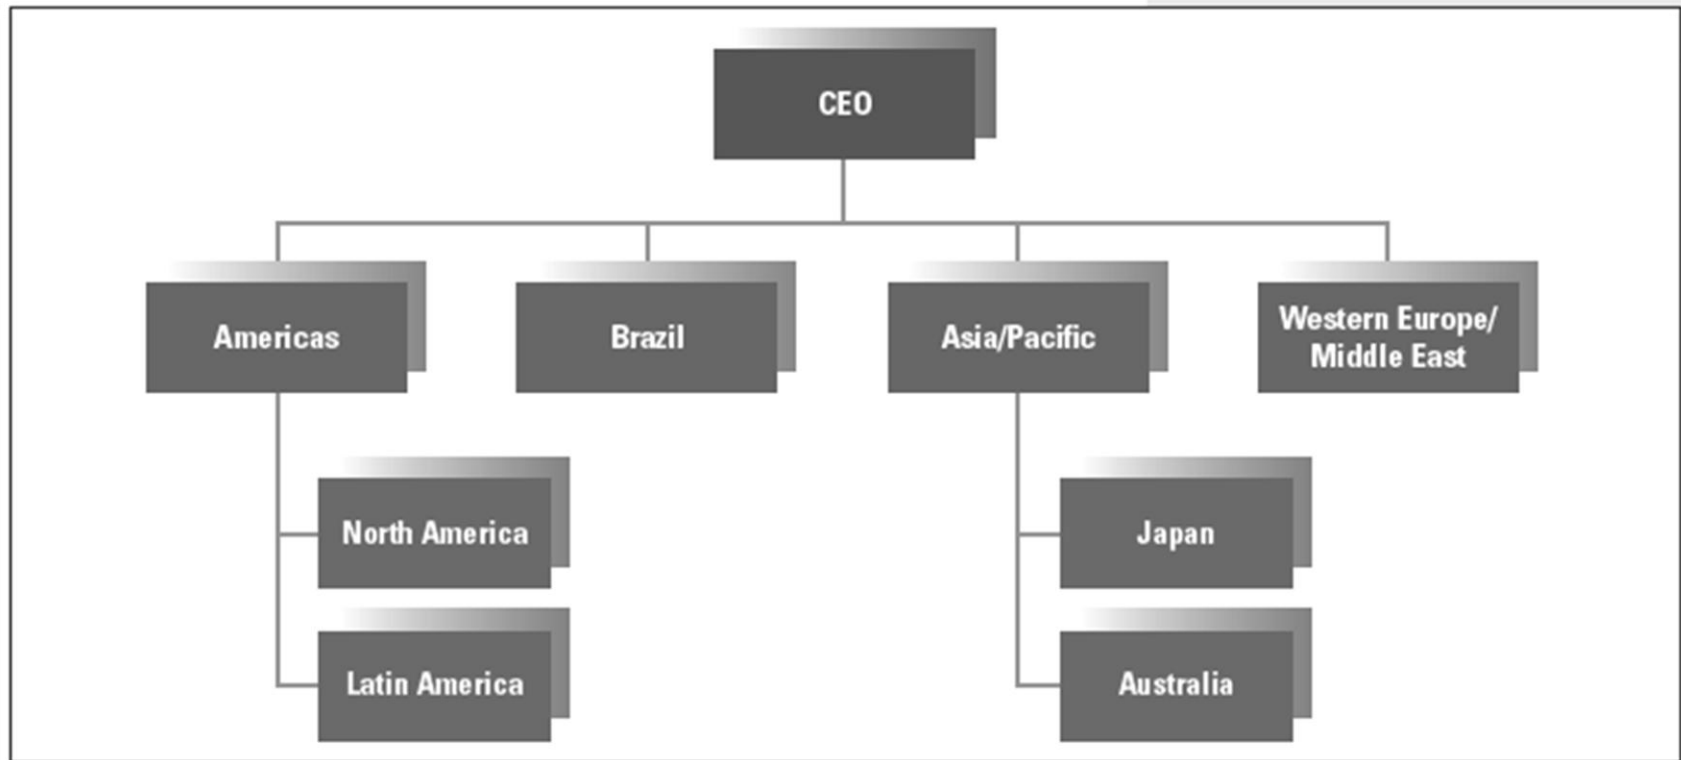 CEO
Americas
Brazil
Asia/Pacific
Western Europe/
Middle East
North America
Japan
Latin America
Australia